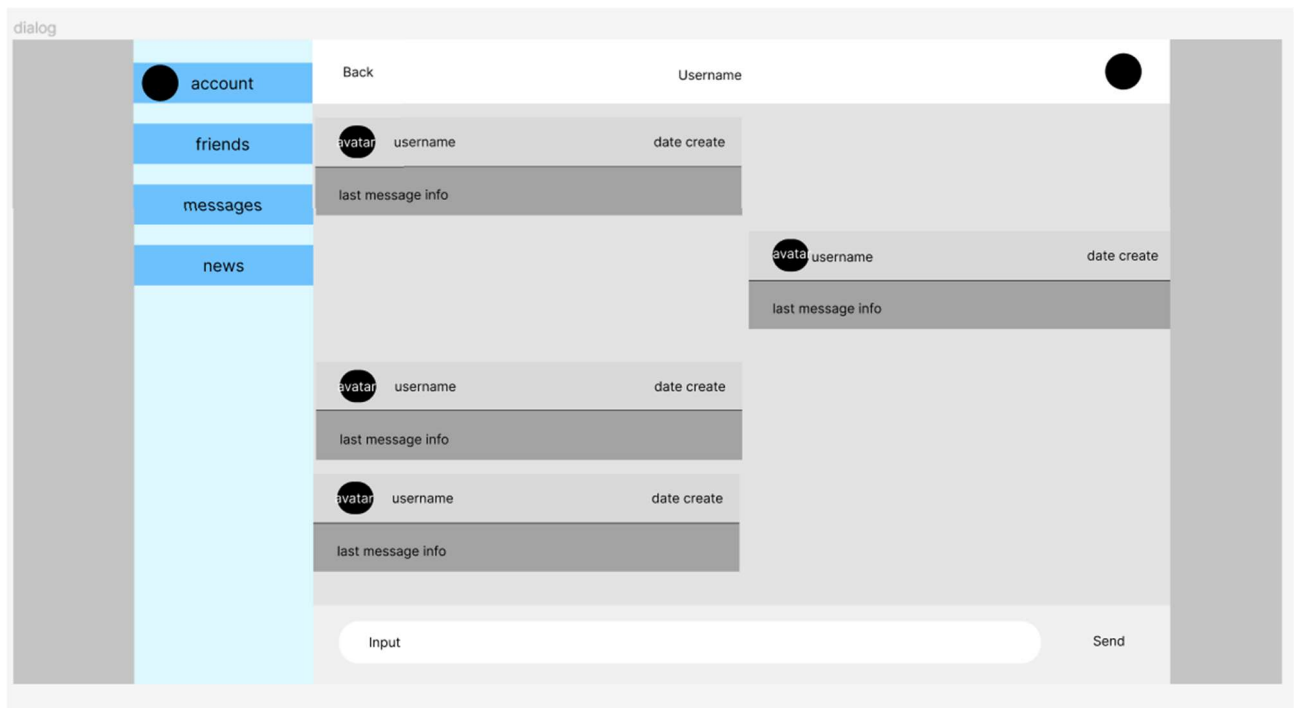 dialog
account
friends
messages
news
Back
Username
avatar username date create
last message info
avatar username date create
last message info
avatar username date create
last message info
avatar username date create
last message info
Input
Send